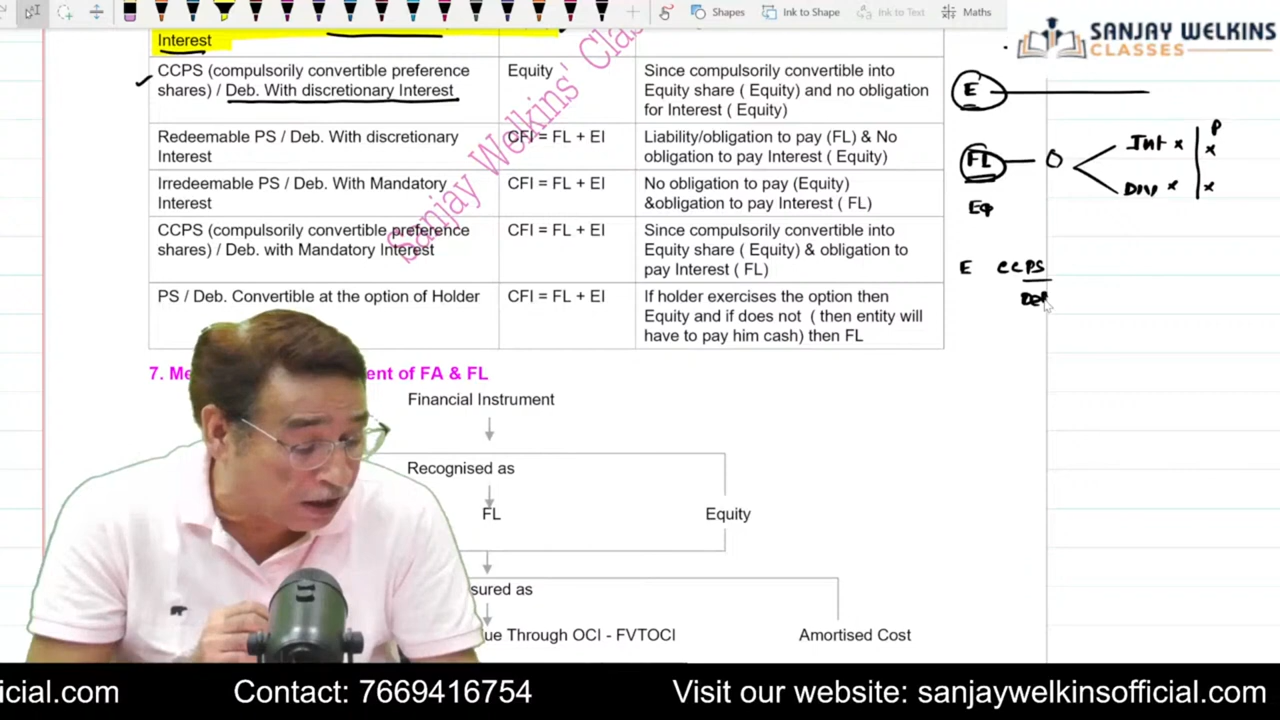 Shapes
Ink to Shape
Ink to Text
Maths
SANJAY WELKINS
CLASSES
Interest
CCPS (compulsorily convertible preference
shares) / Deb. With discretionary Interest
Equity
Since compulsorily convertible into
Equity share ( Equity) and no obligation
for Interest ( Equity)
Redeemable PS / Deb. With discretionary
Interest
CFI = FL + EI
Liability/obligation to pay (FL) & No
obligation to pay Interest ( Equity)
Irredeemable PS / Deb. With Mandatory
Interest
CFI = FL + EI
No obligation to pay (Equity)
&obligation to pay Interest ( FL)
CCPS (compulsorily convertible preference
shares) / Deb. with Mandatory Interest
CFI = FL + EI
Since compulsorily convertible into
Equity share ( Equity) & obligation to
pay Interest ( FL)
PS / Deb. Convertible at the option of Holder
CFI = FL + EI
If holder exercises the option then
Equity and if does not ( then entity will
have to pay him cash) then FL
Sanjay Welkins' Clas
E
P
FL O Int x x
Div x x
Eq
E CCPS
Deb
7. Me ent of FA & FL
Financial Instrument
Recognised as
FL
Equity
sured as
ue Through OCI - FVTOCI
Amortised Cost
icial.com Contact: 7669416754 Visit our website: sanjaywelkinsofficial.com